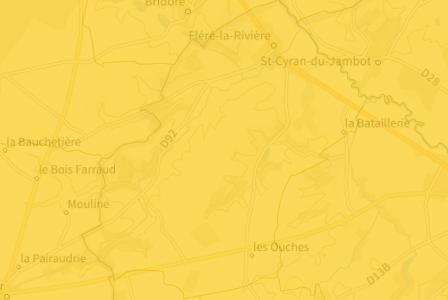 Bridoré
Fléré-la-Rivière
St-Cyran-du-Jambot
D28
la Bataillerie
D92
la Bauchetière
le Bois Farraud
Mouline
les Ouches
la Pairaudrie
D13B